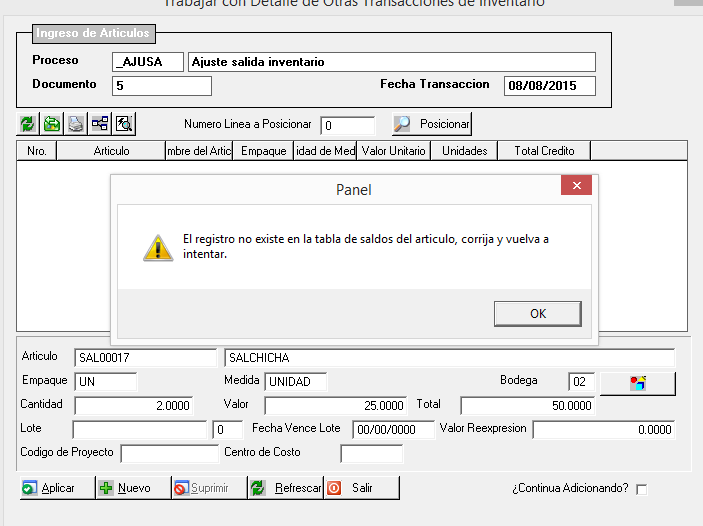 Trabajar con Detalle de Otras Transacciones de Inventario
Ingreso de Articulos
Proceso _AJUSA Ajuste salida inventario
Documento 5 Fecha Transaccion 08/08/2015
Numero Linea a Posicionar 0 Posicionar
Nro. Articulo mbre del Artic Empaque idad de Med Valor Unitario Unidades Total Credito
Panel
El registro no existe en la tabla de saldos del articulo, corrija y vuelva a
intentar.
OK
Articulo SAL00017 SALCHICHA
Empaque UN Medida UNIDAD Bodega 02
Cantidad 2.0000 Valor 25.0000 Total 50.0000
Lote 0 Fecha Vence Lote 00/00/0000 Valor Reexpresion 0.0000
Codigo de Proyecto Centro de Costo
Aplicar Nuevo Suprimir Refrescar Salir ¿Continua Adicionando?